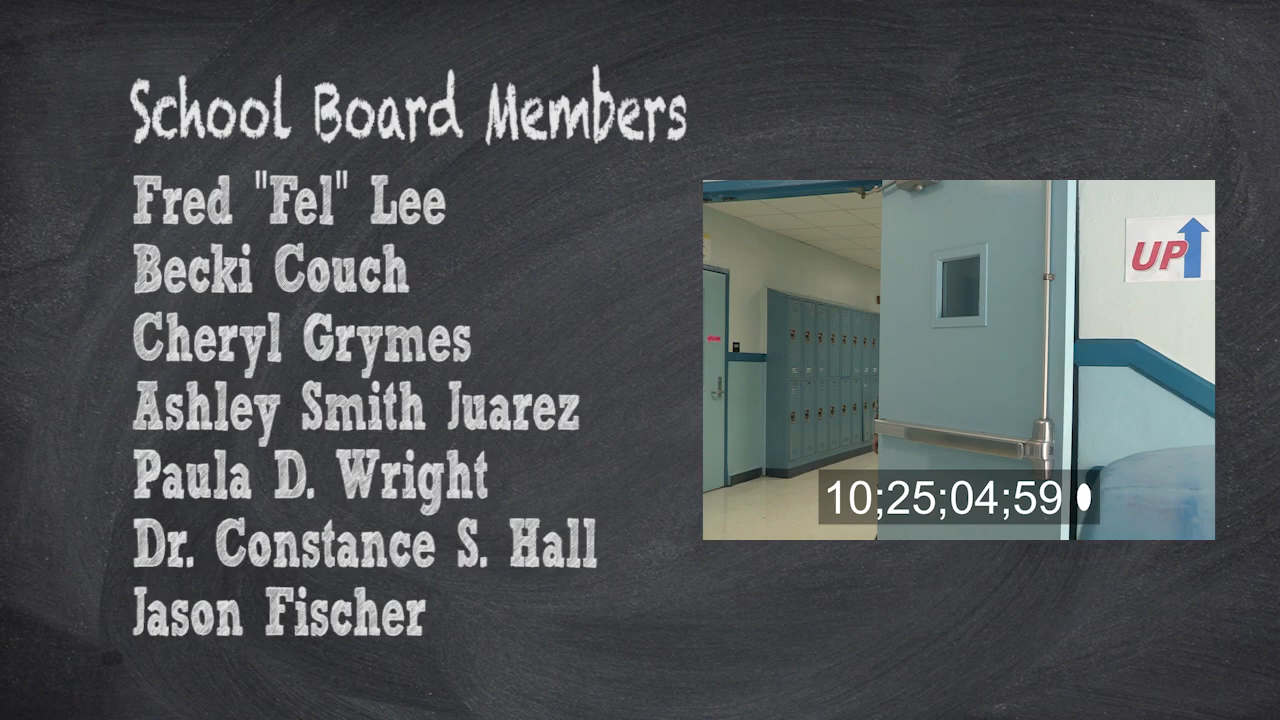 School Board Members
Fred "Fel" Lee
Becki Couch
Cheryl Grymes
Ashley Smith Juarez
Paula D. Wright
Dr. Constance S. Hall
Jason Fischer
UP
10;25;04;59